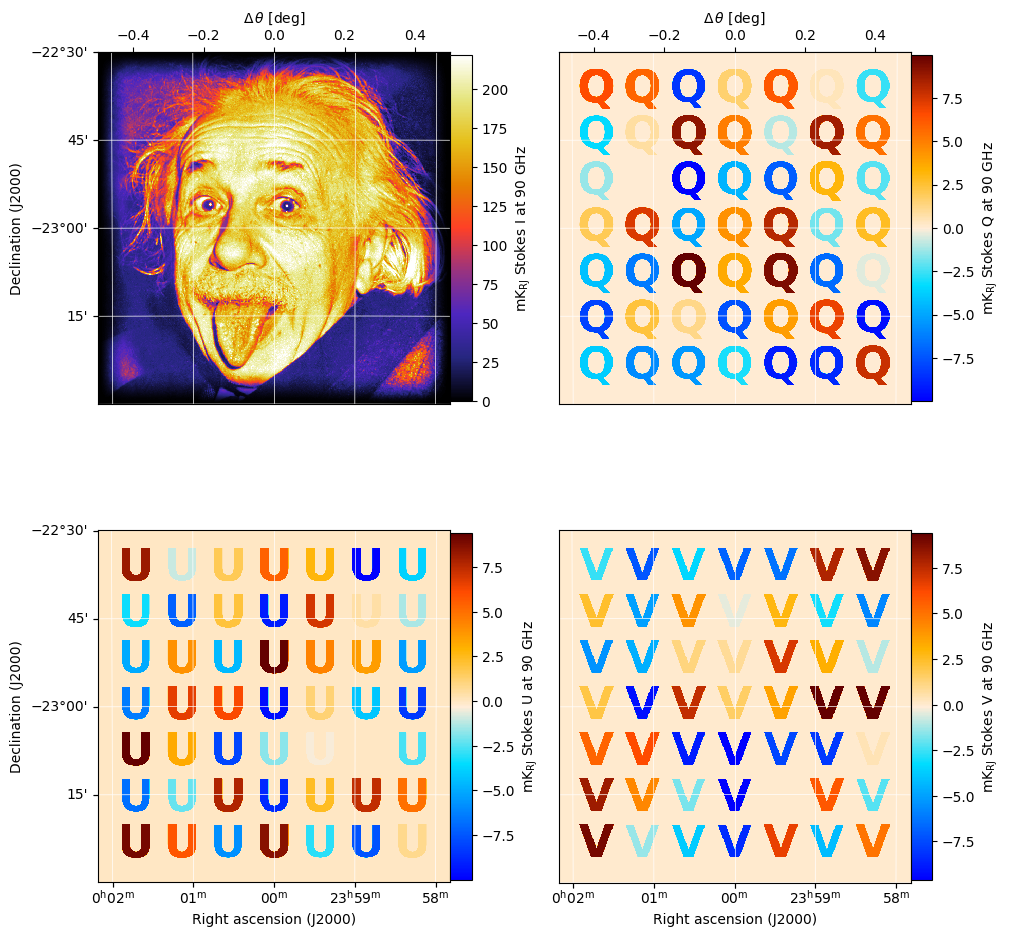 Δθ [deg]
−0.4 −0.2 0.0 0.2 0.4
−22°30'
45'
−23°00'
15'
Declination (J2000)
200
175
150
125
100
75
50
25
0
mK_RJ Stokes I at 90 GHz
Δθ [deg]
−0.4 −0.2 0.0 0.2 0.4
Q Q Q Q Q Q Q
Q Q Q Q Q Q Q
Q Q Q Q Q Q
Q Q Q Q Q Q Q
Q Q Q Q Q Q Q
Q Q Q Q Q Q Q
Q Q Q Q Q Q Q
7.5
5.0
2.5
0.0
−2.5
−5.0
−7.5
mK_RJ Stokes Q at 90 GHz
−22°30'
45'
−23°00'
15'
Declination (J2000)
U U U U U U U
U U U U U U U
U U U U U U U
U U U U U U U
U U U U U U
U U U U U U U
U U U U U U U
0ʰ02ᵐ 01ᵐ 00ᵐ 23ʰ59ᵐ 58ᵐ
Right ascension (J2000)
7.5
5.0
2.5
0.0
−2.5
−5.0
−7.5
mK_RJ Stokes U at 90 GHz
V V V V V V V
V V V V V V V
V V V V V V V
V V V V V V V
V V V V V V V
V V V V V V
V V V V V V V
0ʰ02ᵐ 01ᵐ 00ᵐ 23ʰ59ᵐ 58ᵐ
Right ascension (J2000)
7.5
5.0
2.5
0.0
−2.5
−5.0
−7.5
mK_RJ Stokes V at 90 GHz